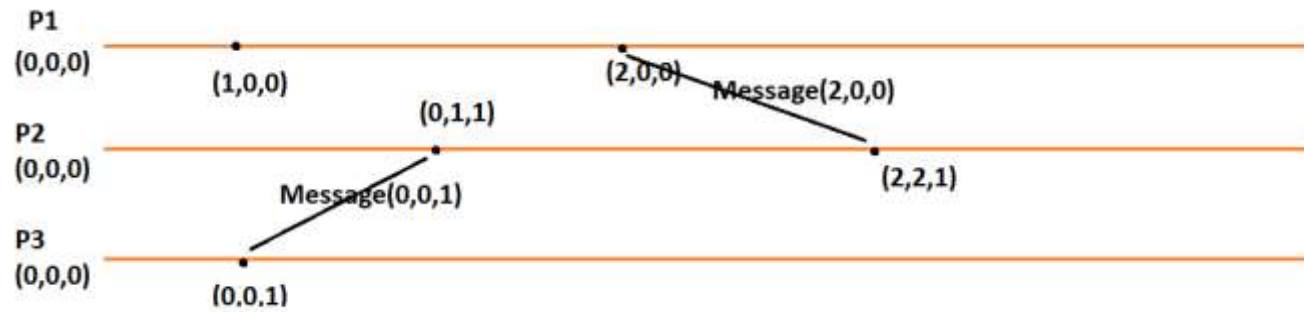 P1
(0,0,0)
(1,0,0)
(2,0,0)
Message(2,0,0)
(0,1,1)
P2
(0,0,0)
(2,2,1)
Message(0,0,1)
P3
(0,0,0)
(0,0,1)